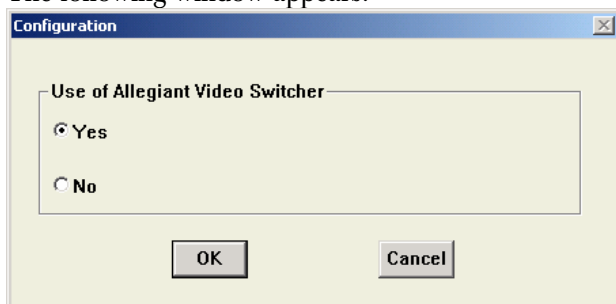 The following window appears:
Configuration
Use of Allegiant Video Switcher
Yes
No
OK
Cancel